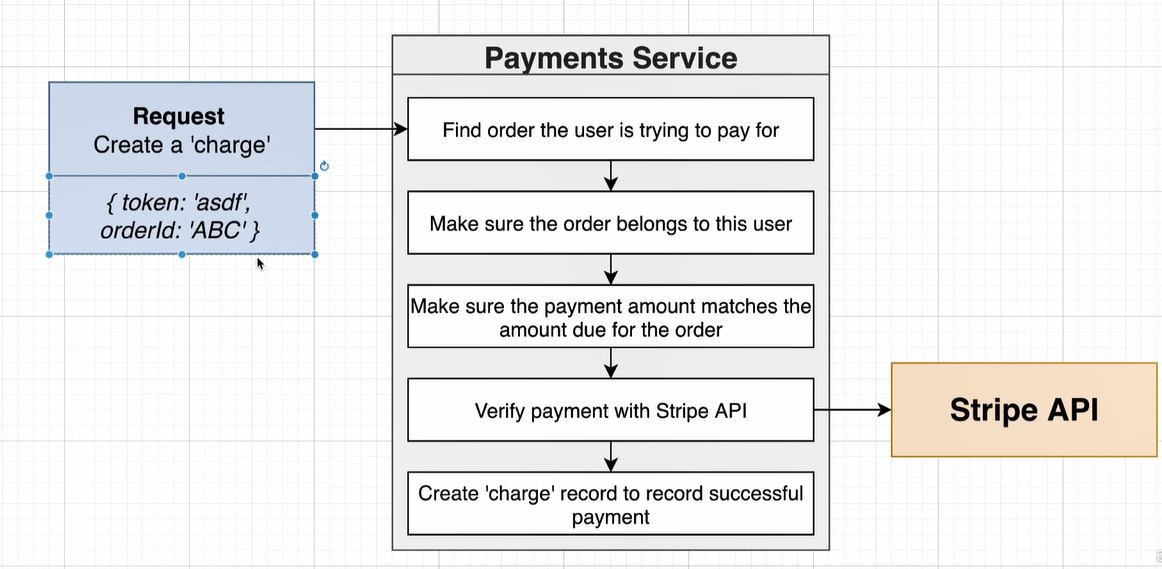 Payments Service
Request
Create a 'charge'
{ token: 'asdf',
orderId: 'ABC' }
Find order the user is trying to pay for
Make sure the order belongs to this user
Make sure the payment amount matches the
amount due for the order
Verify payment with Stripe API
Stripe API
Create 'charge' record to record successful
payment